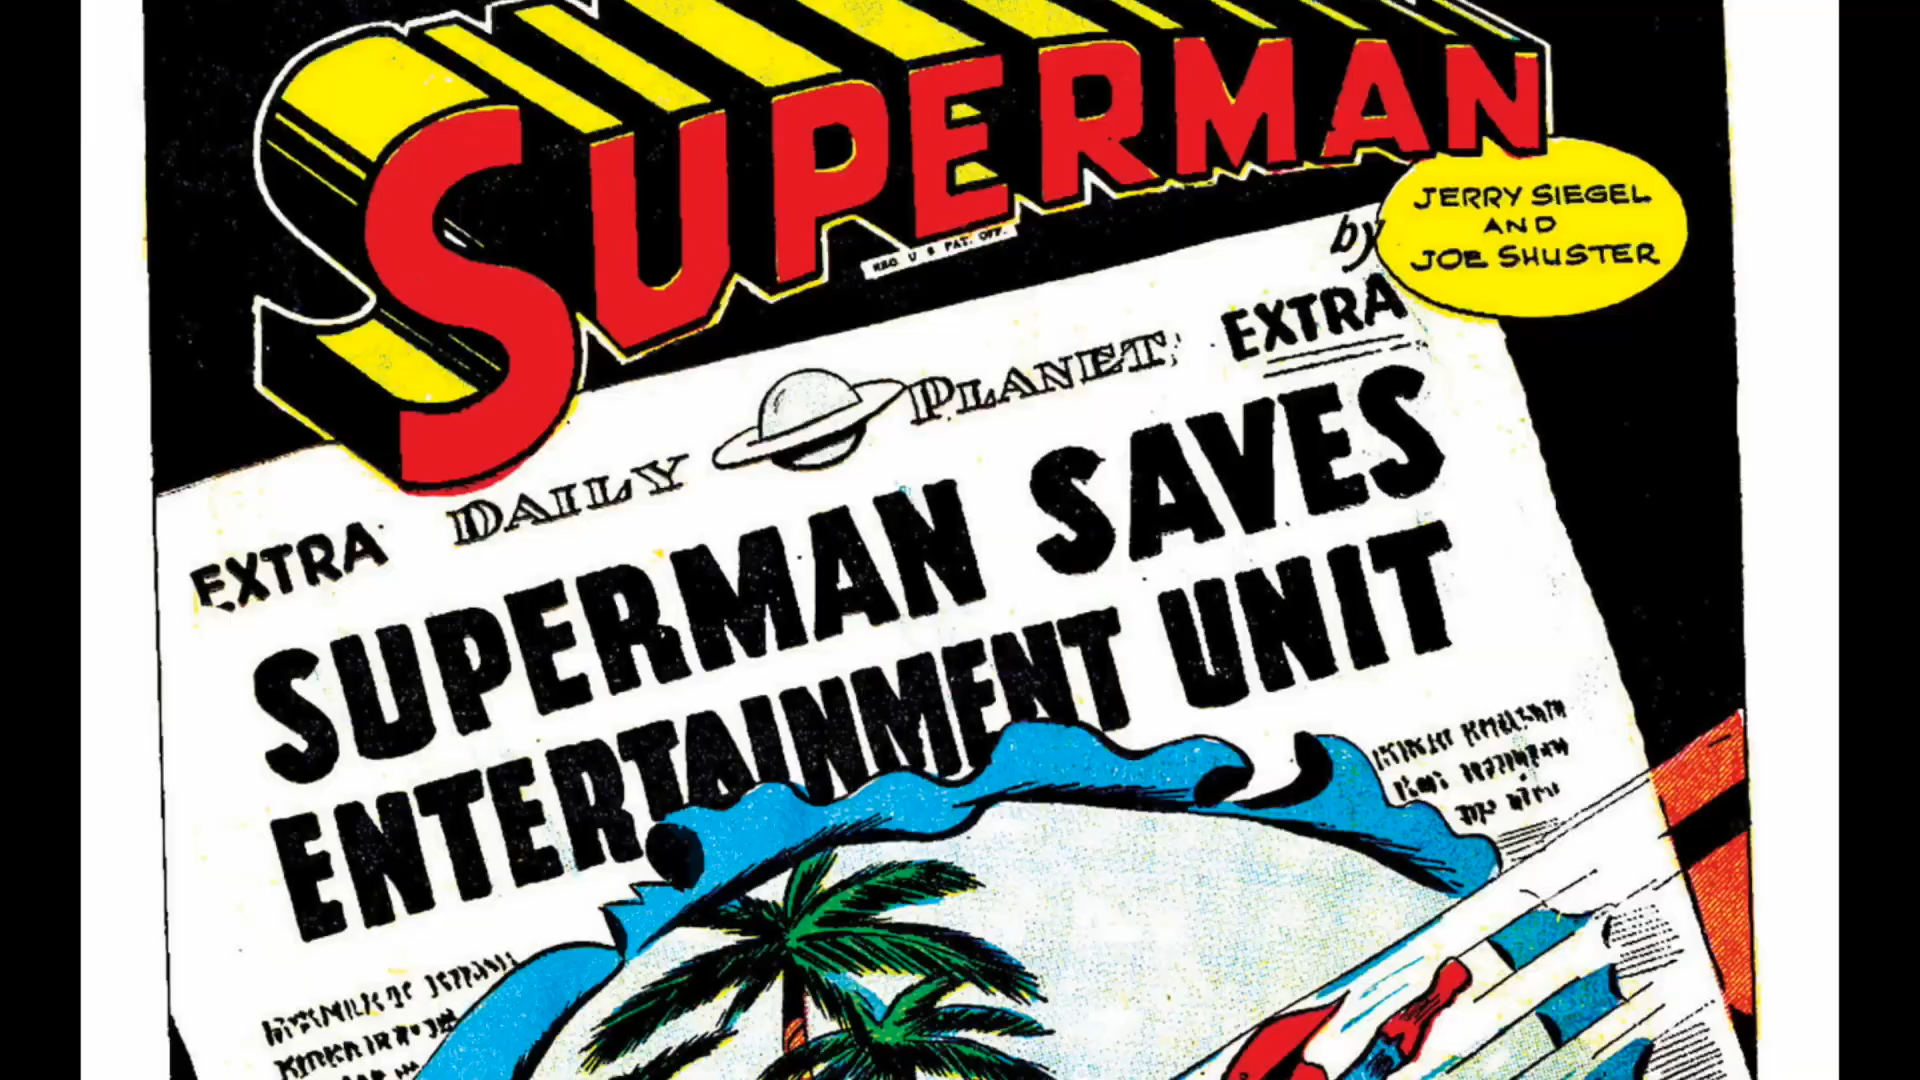 SUPERMAN
REG. U. S. PAT. OFF.
by
JERRY SIEGEL
AND
JOE SHUSTER
EXTRA DAILY PLANET EXTRA
SUPERMAN SAVES
ENTERTAINMENT UNIT